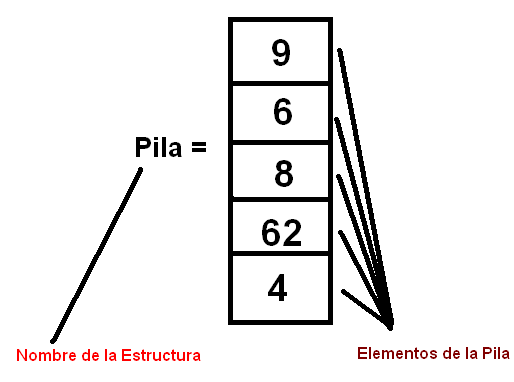 9
6
Pila =
8
62
4
Nombre de la Estructura
Elementos de la Pila